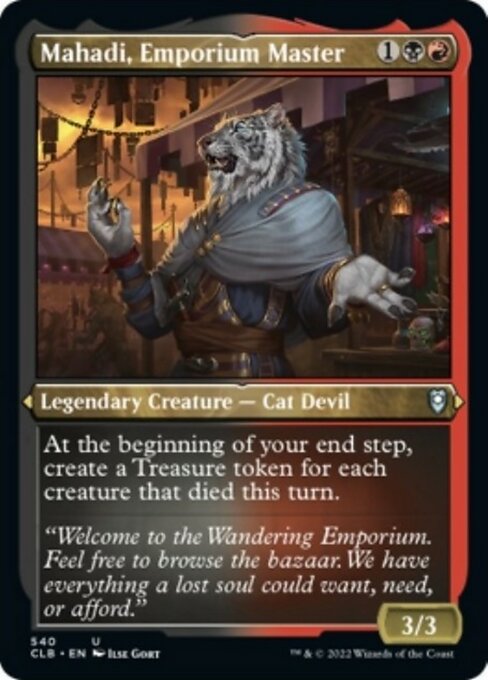 Mahadi, Emporium Master 1
Legendary Creature — Cat Devil
At the beginning of your end step,
create a Treasure token for each
creature that died this turn.
“Welcome to the Wandering Emporium.
Feel free to browse the bazaar. We have
everything a lost soul could want, need,
or afford.”
3/3
540 U
CLB • EN Ilse Gort
™ & © 2022 Wizards of the Coast